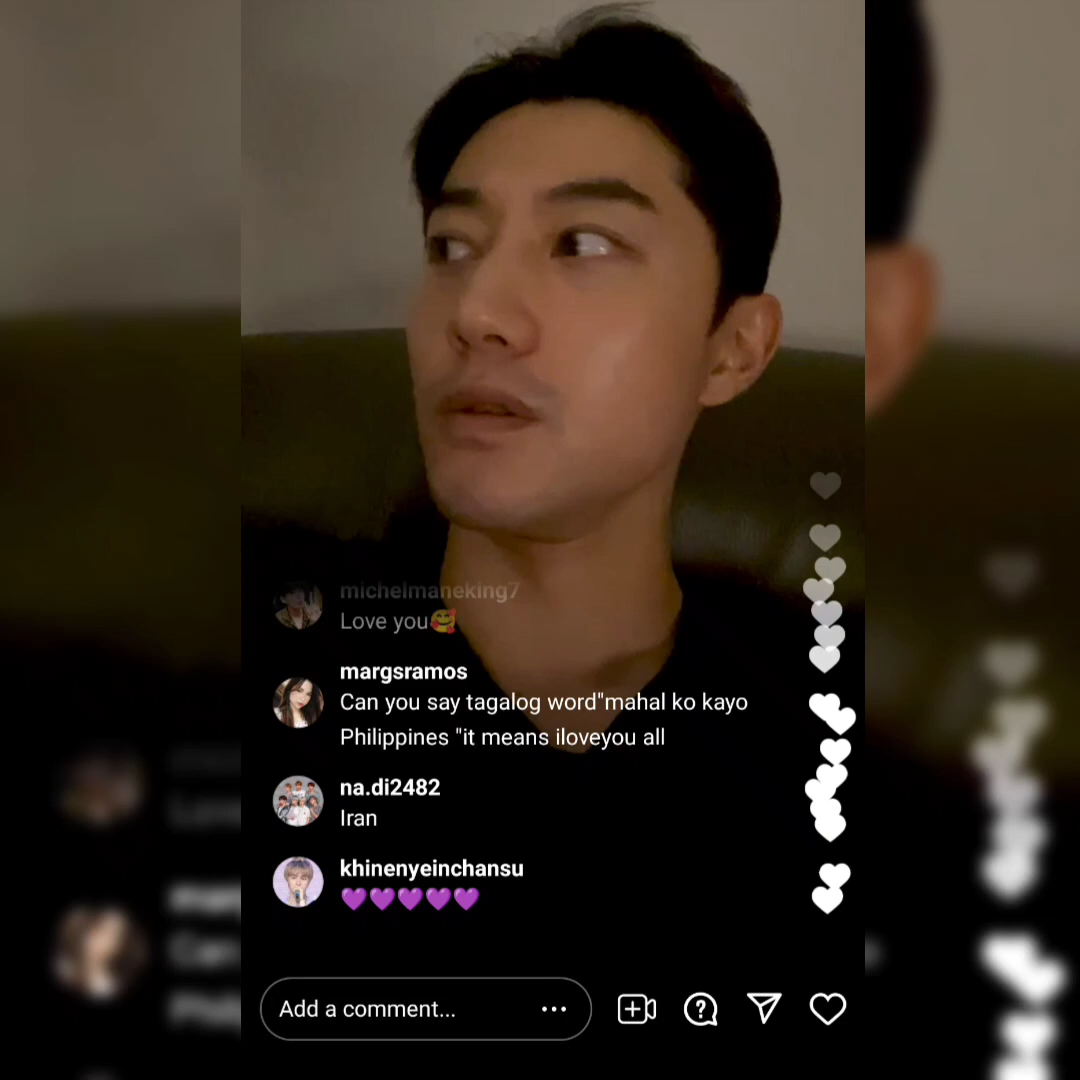 michelmaneking7
Love you🥰
margsramos
Can you say tagalog word"mahal ko kayo
Philippines "it means iloveyou all
na.di2482
Iran
khinenyeinchansu
💜💜💜💜💜
Add a comment...